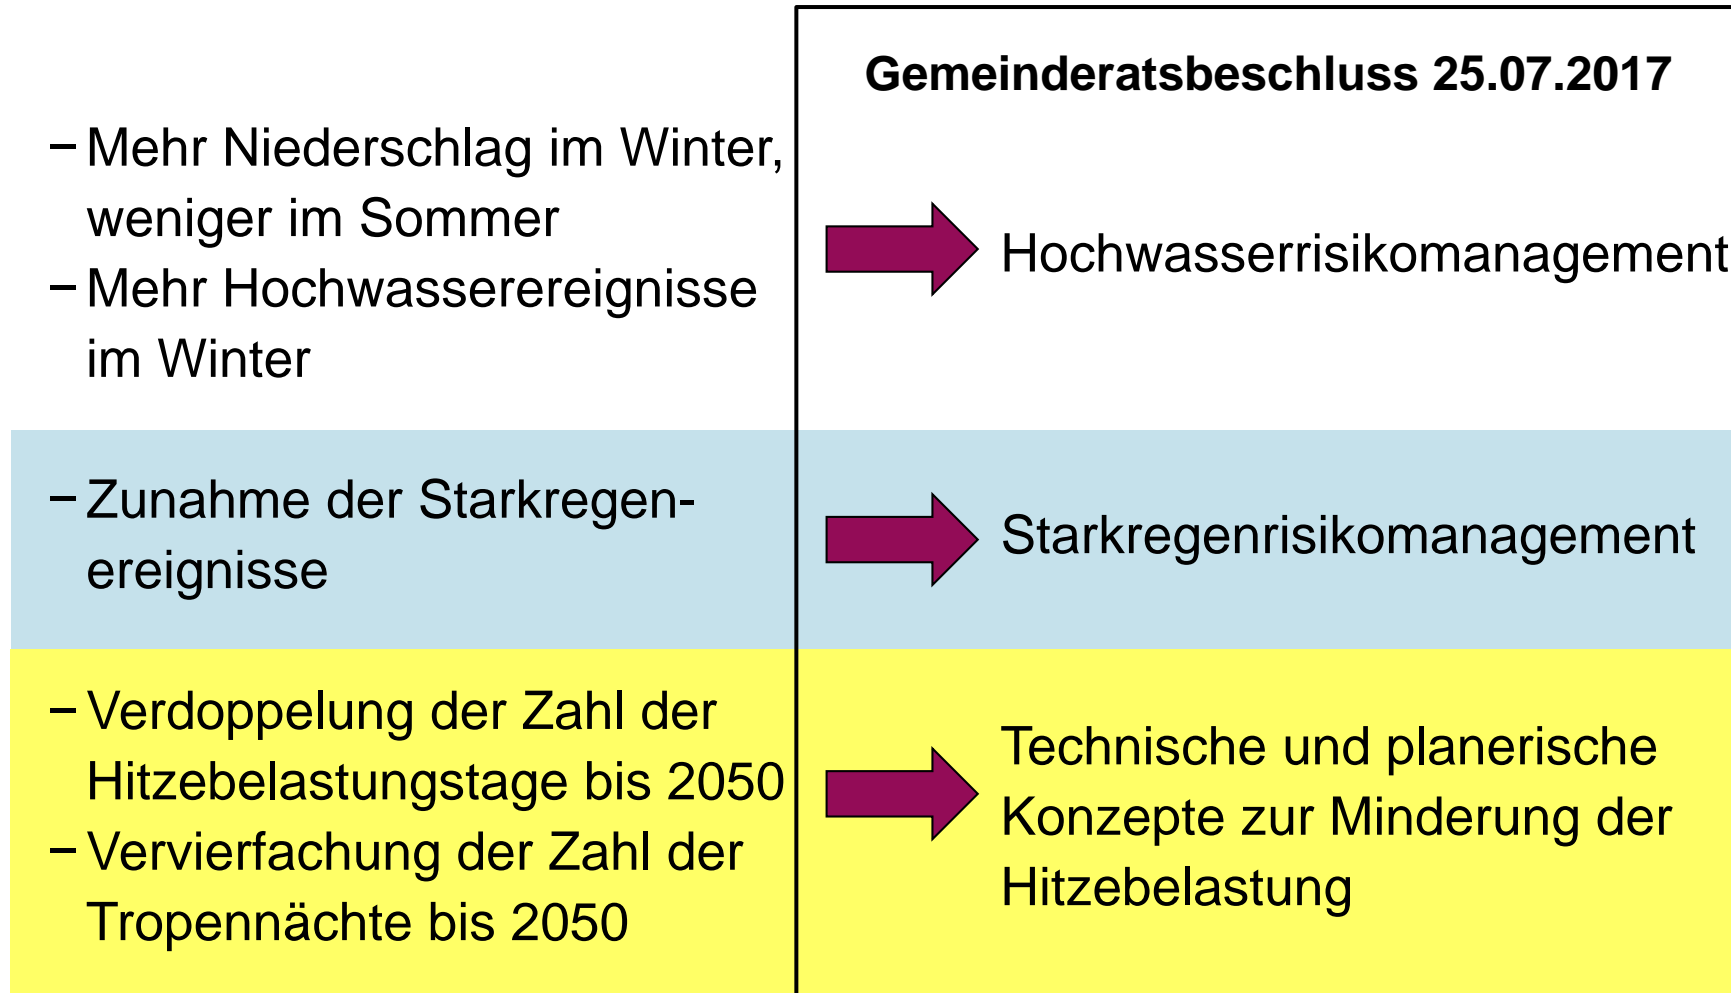 Gemeinderatsbeschluss 25.07.2017
– Mehr Niederschlag im Winter,
weniger im Sommer
– Mehr Hochwasserereignisse
im Winter
Hochwasserrisikomanagement
– Zunahme der Starkregen-
ereignisse
Starkregenrisikomanagement
– Verdoppelung der Zahl der
Hitzebelastungstage bis 2050
– Vervierfachung der Zahl der
Tropennächte bis 2050
Technische und planerische
Konzepte zur Minderung der
Hitzebelastung